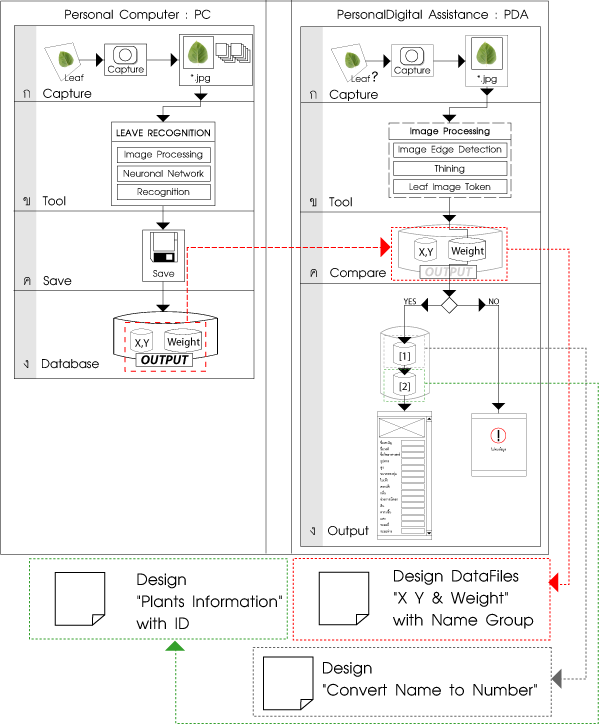 Personal Computer : PC
Leaf
Capture
*.jpg
ก Capture
LEAVE RECOGNITION
Image Processing
Neuronal Network
Recognition
ข Tool
Save
ค Save
X,Y
Weight
OUTPUT
ง Database
PersonalDigital Assistance : PDA
Leaf?
Capture
*.jpg
ก Capture
Image Processing
Image Edge Detection
Thining
Leaf Image Token
ข Tool
X,Y
Weight
OUTPUT
ค Compare
YES
NO
[1]
[2]
!
ง Output
Design
"Plants Information"
with ID
Design DataFiles
"X Y & Weight"
with Name Group
Design
"Convert Name to Number"